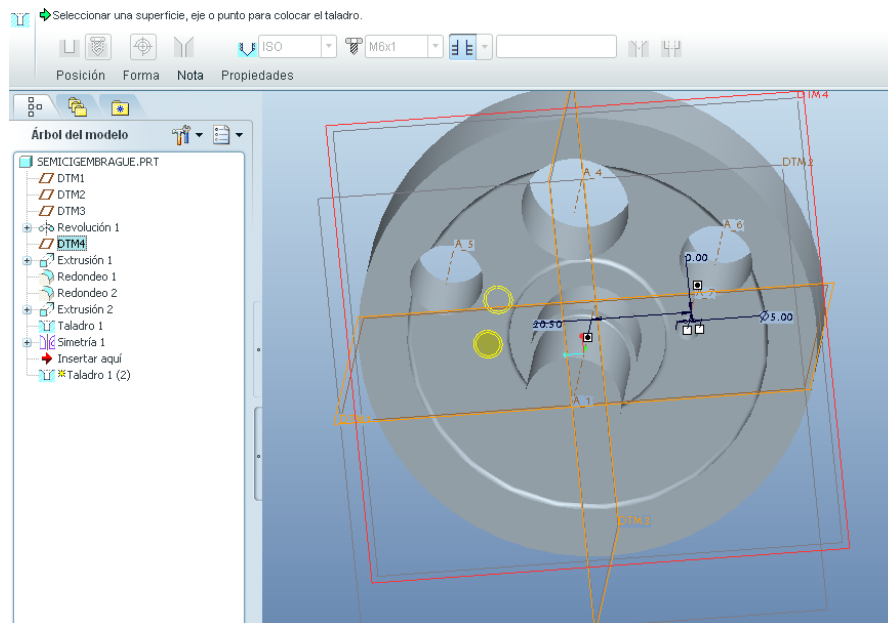 Seleccionar una superficie, eje o punto para colocar el taladro.
ISO
M6x1
Posición Forma Nota Propiedades
Árbol del modelo
SEMICIGEMBRAGUE.PRT
DTM1
DTM2
DTM3
Revolución 1
DTM4
Extrusión 1
Redondeo 1
Redondeo 2
Extrusión 2
Taladro 1
Simetría 1
Insertar aquí
Taladro 1 (2)
DTM4
DTM2
A_4
A_5
A_6
0.00
20.50
Ø5.00
A_1
DTM3